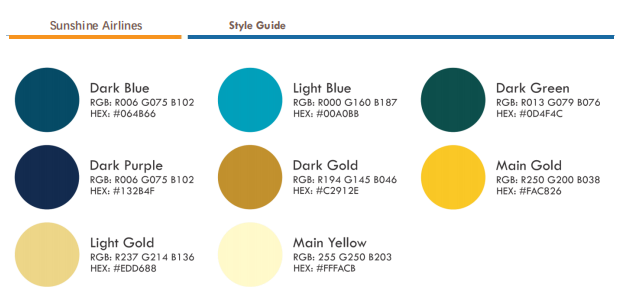 Sunshine Airlines
Style Guide
Dark Blue
RGB: R006 G075 B102
HEX: #064B66
Light Blue
RGB: R000 G160 B187
HEX: #00A0BB
Dark Green
RGB: R013 G079 B076
HEX: #0D4F4C
Dark Purple
RGB: R006 G075 B102
HEX: #132B4F
Dark Gold
RGB: R194 G145 B046
HEX: #C2912E
Main Gold
RGB: R250 G200 B038
HEX: #FAC826
Light Gold
RGB: R237 G214 B136
HEX: #EDD688
Main Yellow
RGB: 255 G250 B203
HEX: #FFFACB